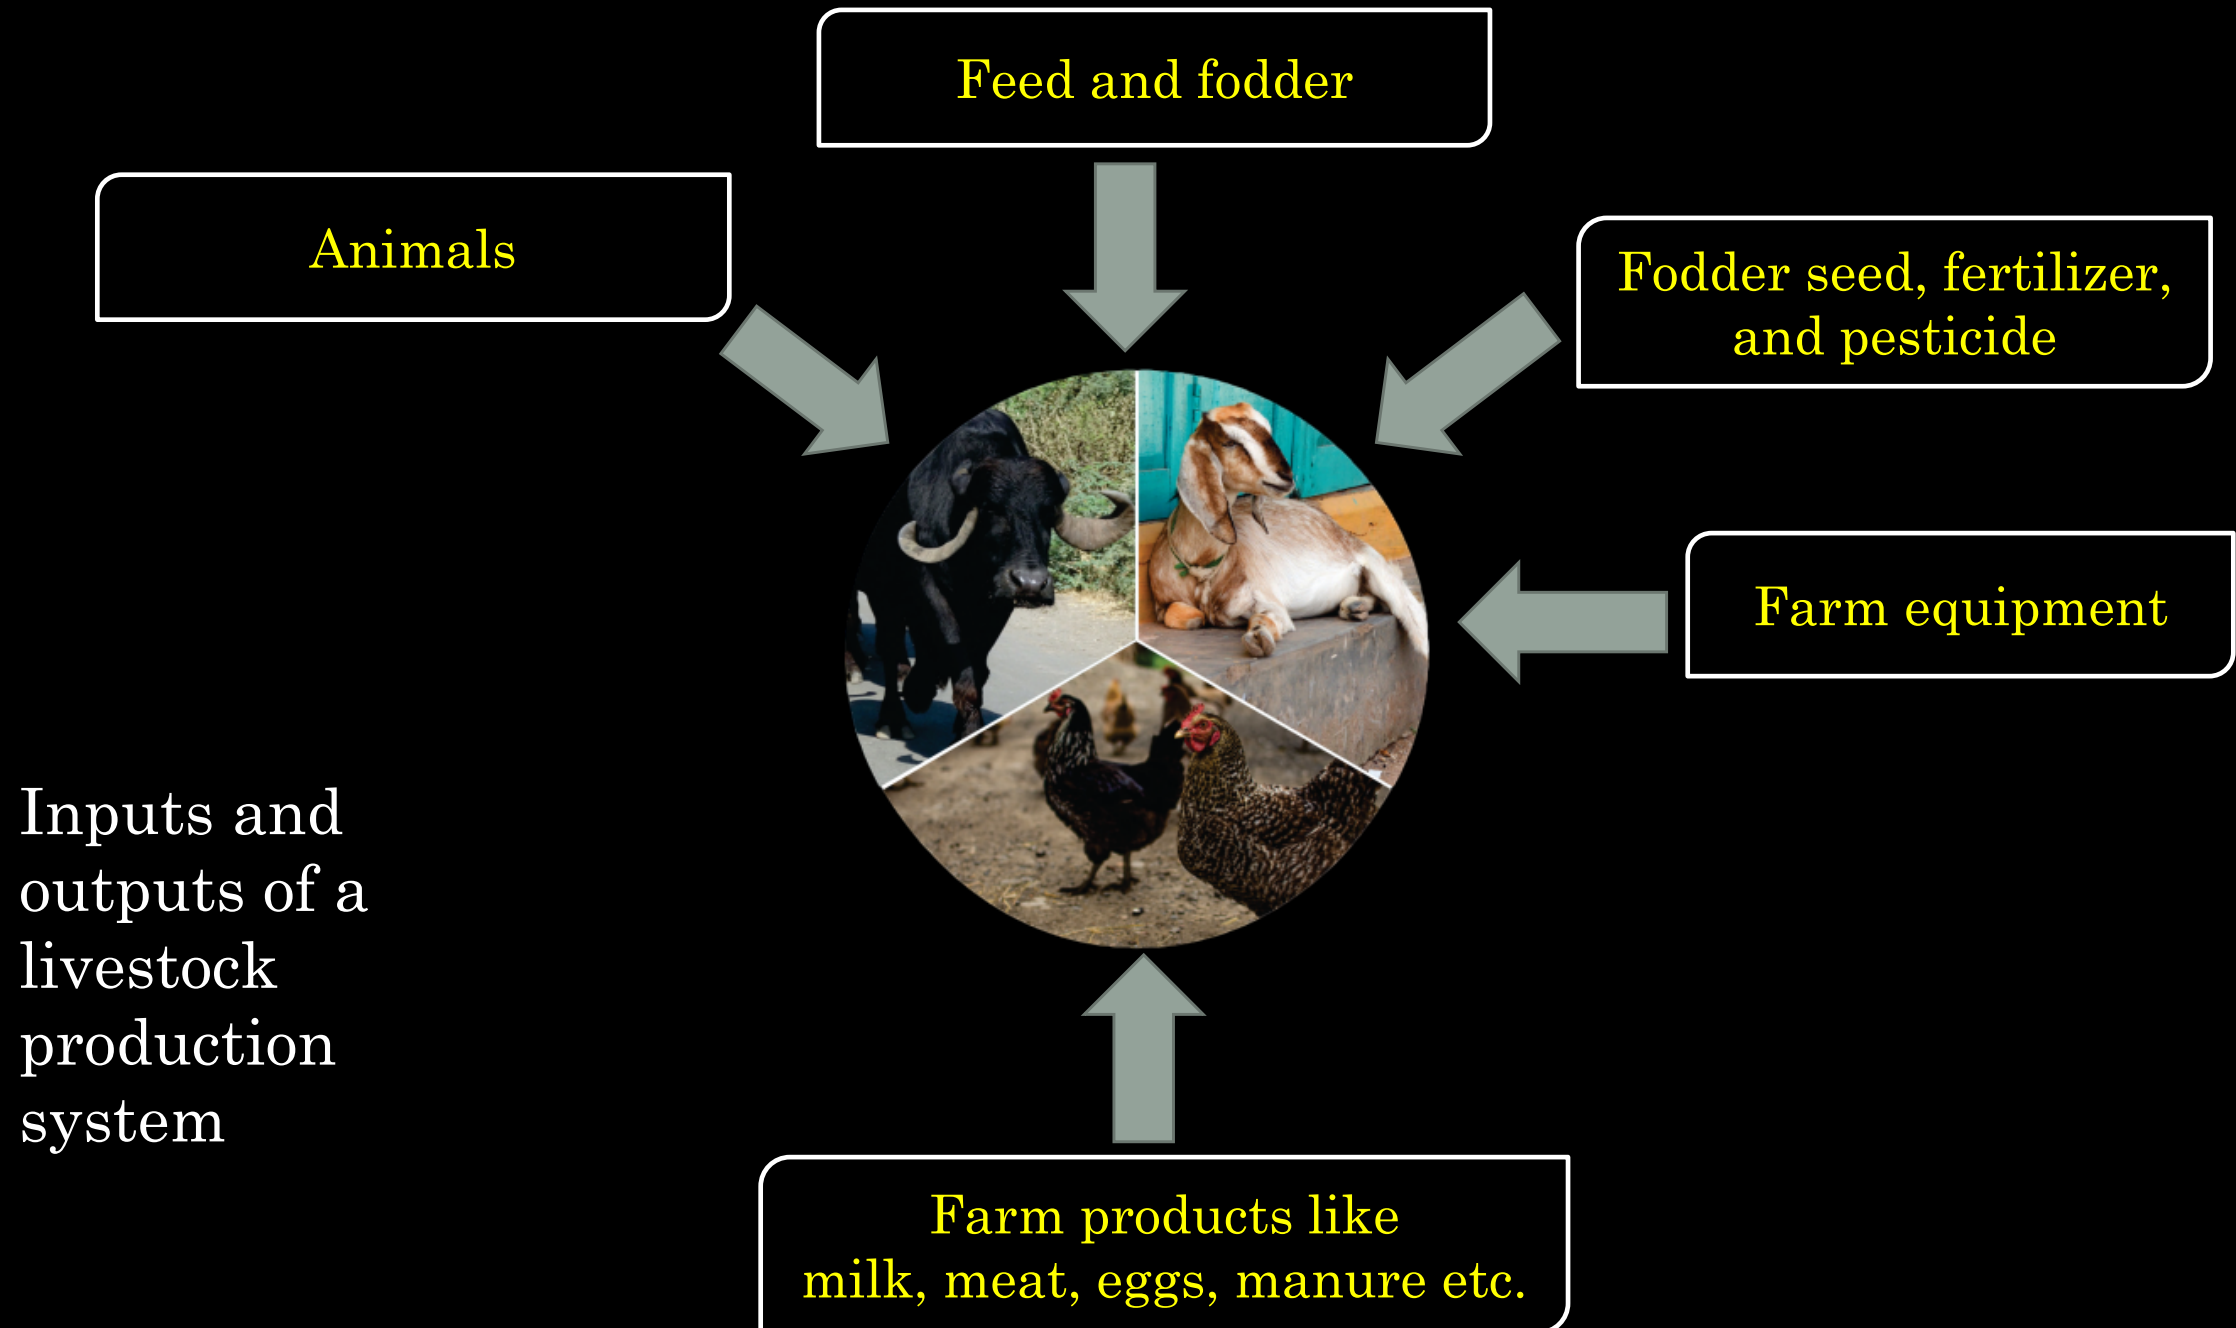 Feed and fodder
Animals
Fodder seed, fertilizer,
and pesticide
Farm equipment
Inputs and
outputs of a
livestock
production
system
Farm products like
milk, meat, eggs, manure etc.